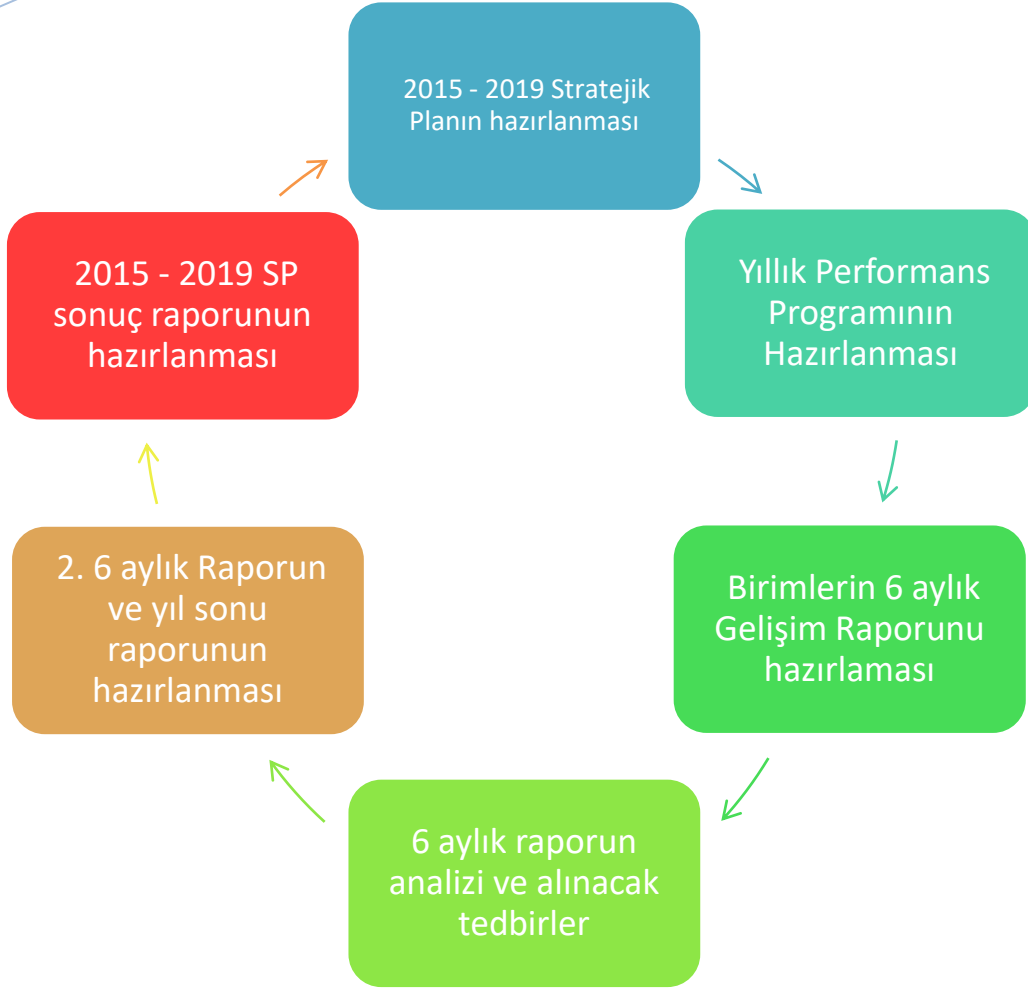 2015 - 2019 Stratejik
Planın hazırlanması
Yıllık Performans
Programının
Hazırlanması
Birimlerin 6 aylık
Gelişim Raporunu
hazırlaması
6 aylık raporun
analizi ve alınacak
tedbirler
2. 6 aylık Raporun
ve yıl sonu
raporunun
hazırlanması
2015 - 2019 SP
sonuç raporunun
hazırlanması